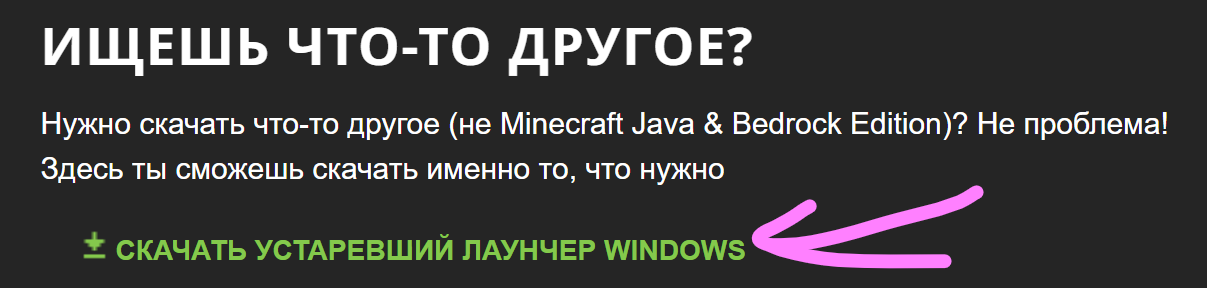 ИЩЕШЬ ЧТО-ТО ДРУГОЕ?
Нужно скачать что-то другое (не Minecraft Java & Bedrock Edition)? Не проблема!
Здесь ты сможешь скачать именно то, что нужно
СКАЧАТЬ УСТАРЕВШИЙ ЛАУНЧЕР WINDOWS